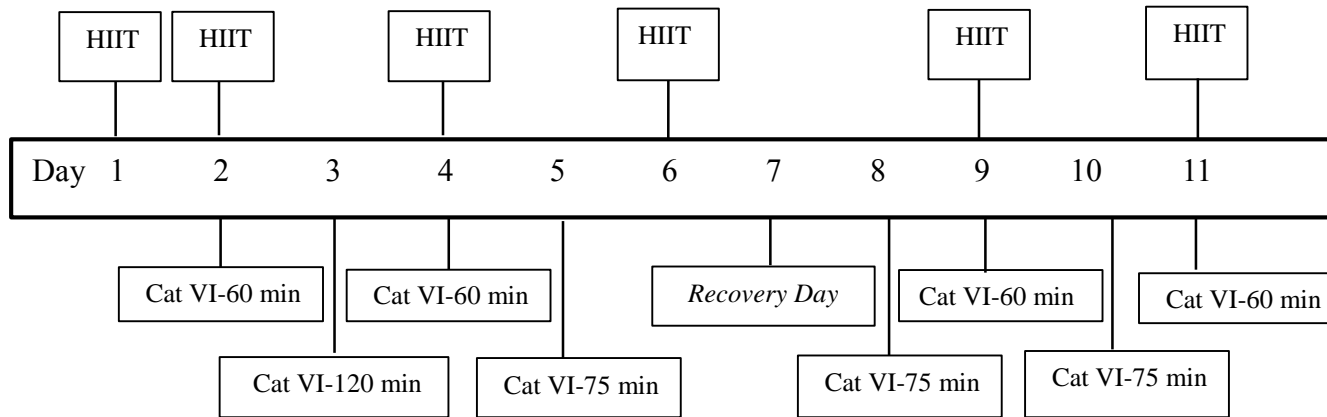 HIIT HIIT HIIT HIIT HIIT HIIT
Day 1 2 3 4 5 6 7 8 9 10 11
Cat VI-60 min Cat VI-60 min Recovery Day Cat VI-60 min Cat VI-60 min
Cat VI-120 min Cat VI-75 min Cat VI-75 min Cat VI-75 min